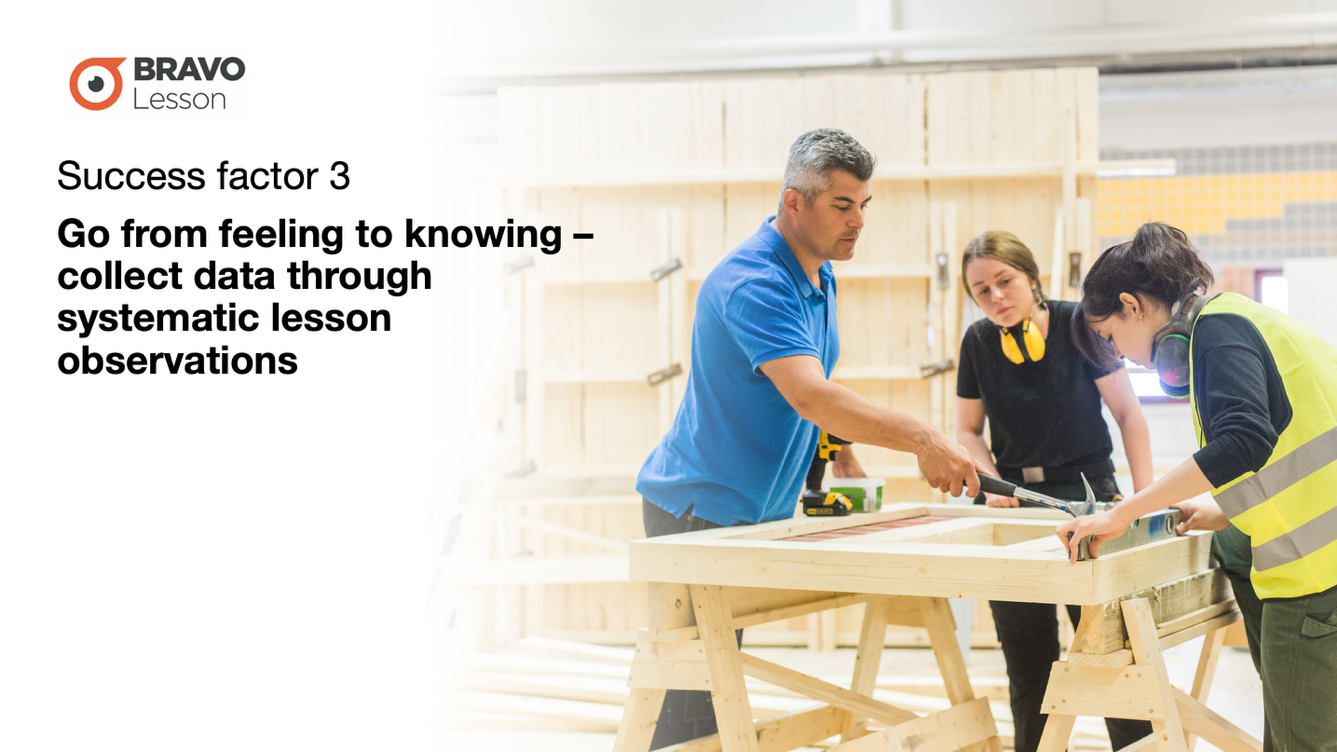 BRAVO
Lesson
Success factor 3
Go from feeling to knowing –
collect data through
systematic lesson
observations